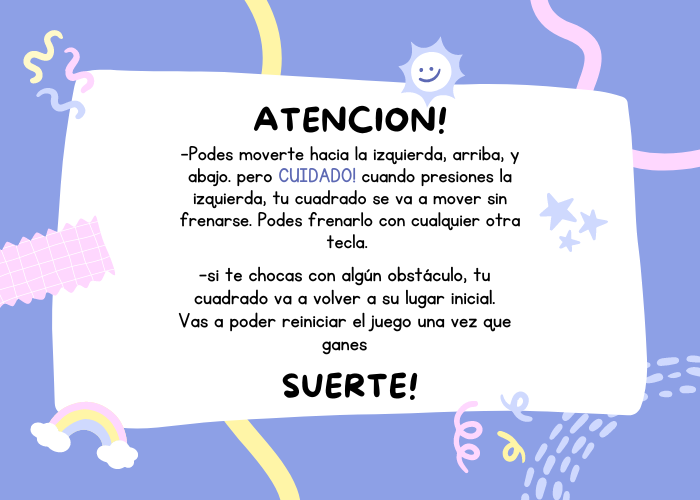 ATENCION!
-Podes moverte hacia la izquierda, arriba, y
abajo. pero CUIDADO! cuando presiones la
izquierda, tu cuadrado se va a mover sin
frenarse. Podes frenarlo con cualquier otra
tecla.
-si te chocas con algún obstáculo, tu
cuadrado va a volver a su lugar inicial.
Vas a poder reiniciar el juego una vez que
ganes
SUERTE!